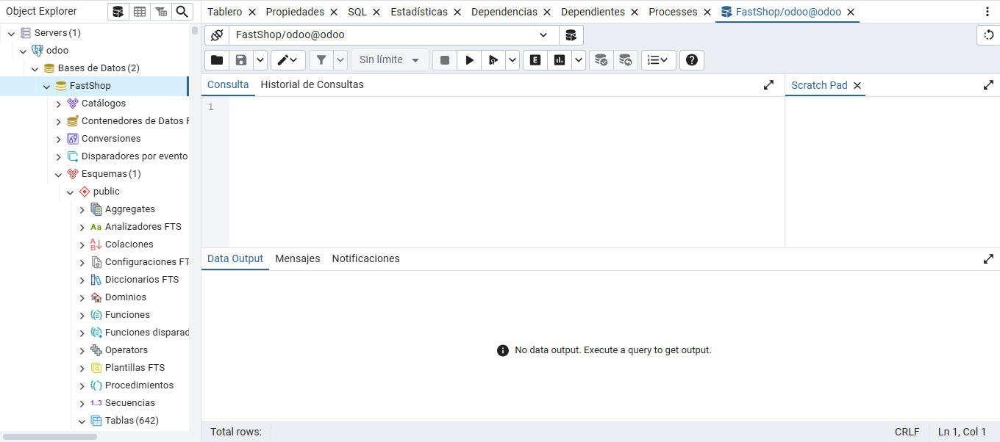 Object Explorer
Tablero
Propiedades
SQL
Estadísticas
Dependencias
Dependientes
Processes
FastShop/odoo@odoo
Servers (1)
odoo
Bases de Datos (2)
FastShop
Catálogos
Contenedores de Datos F
Conversiones
Disparadores por evento
Esquemas (1)
public
Aggregates
Aa Analizadores FTS
Colaciones
Configuraciones FT
Diccionarios FTS
Dominios
Funciones
Funciones disparad
Operators
Plantillas FTS
Procedimientos
1..3 Secuencias
Tablas (642)
FastShop/odoo@odoo
Sin límite
E
Consulta
Historial de Consultas
Scratch Pad
1
Data Output
Mensajes
Notificaciones
No data output. Execute a query to get output.
Total rows:
CRLF
Ln 1, Col 1